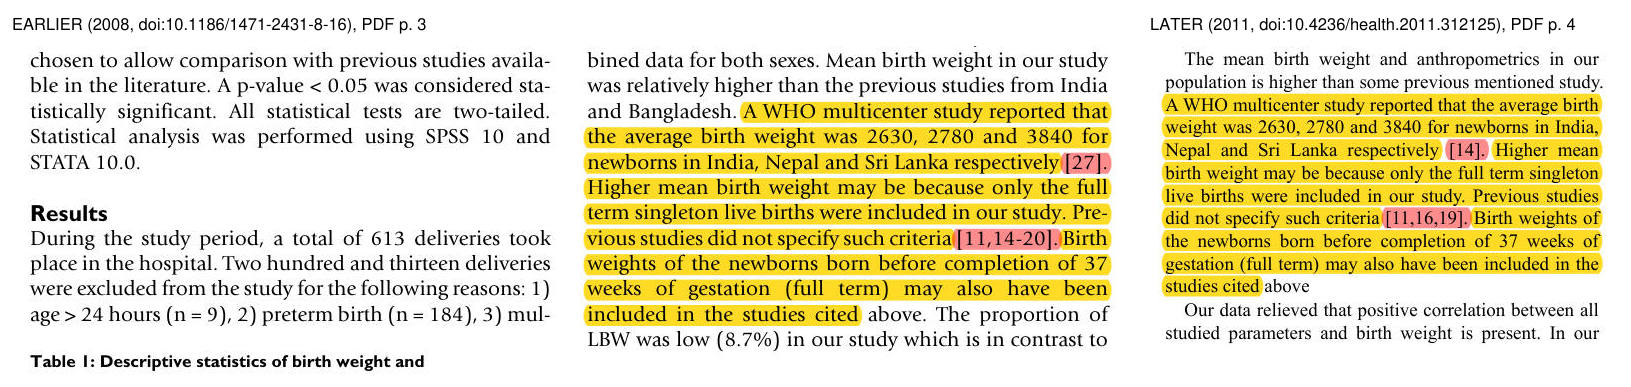 EARLIER (2008, doi:10.1186/1471-2431-8-16), PDF p. 3
chosen to allow comparison with previous studies availa-
ble in the literature. A p-value < 0.05 was considered sta-
tistically significant. All statistical tests are two-tailed.
Statistical analysis was performed using SPSS 10 and
STATA 10.0.
Results
During the study period, a total of 613 deliveries took
place in the hospital. Two hundred and thirteen deliveries
were excluded from the study for the following reasons: 1)
age > 24 hours (n = 9), 2) preterm birth (n = 184), 3) mul-
Table 1: Descriptive statistics of birth weight and
bined data for both sexes. Mean birth weight in our study
was relatively higher than the previous studies from India
and Bangladesh. A WHO multicenter study reported that
the average birth weight was 2630, 2780 and 3840 for
newborns in India, Nepal and Sri Lanka respectively [27].
Higher mean birth weight may be because only the full
term singleton live births were included in our study. Pre-
vious studies did not specify such criteria [11,14-20]. Birth
weights of the newborns born before completion of 37
weeks of gestation (full term) may also have been
included in the studies cited above. The proportion of
LBW was low (8.7%) in our study which is in contrast to
LATER (2011, doi:10.4236/health.2011.312125), PDF p. 4
The mean birth weight and anthropometrics in our
population is higher than some previous mentioned study.
A WHO multicenter study reported that the average birth
weight was 2630, 2780 and 3840 for newborns in India,
Nepal and Sri Lanka respectively [14]. Higher mean
birth weight may be because only the full term singleton
live births were included in our study. Previous studies
did not specify such criteria [11,16,19]. Birth weights of
the newborns born before completion of 37 weeks of
gestation (full term) may also have been included in the
studies cited above
Our data relieved that positive correlation between all
studied parameters and birth weight is present. In our